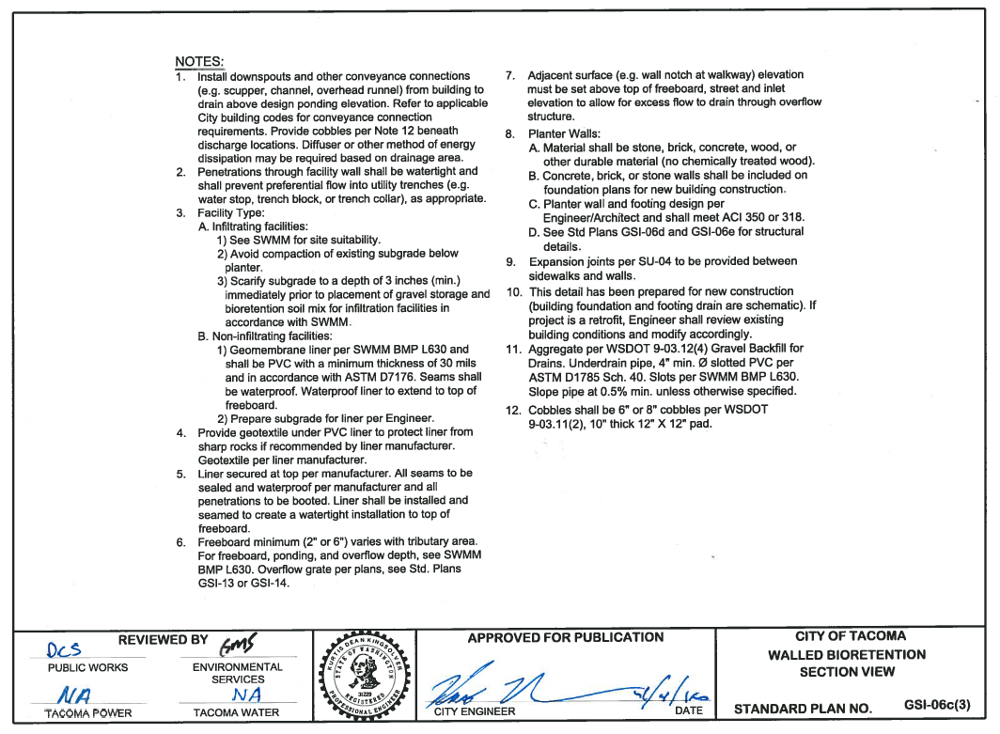 NOTES:
1. Install downspouts and other conveyance connections
(e.g. scupper, channel, overhead runnel) from building to
drain above design ponding elevation. Refer to applicable
City building codes for conveyance connection
requirements. Provide cobbles per Note 12 beneath
discharge locations. Diffuser or other method of energy
dissipation may be required based on drainage area.
2. Penetrations through facility wall shall be watertight and
shall prevent preferential flow into utility trenches (e.g.
water stop, trench block, or trench collar), as appropriate.
3. Facility Type:
A. Infiltrating facilities:
1) See SWMM for site suitability.
2) Avoid compaction of existing subgrade below
planter.
3) Scarify subgrade to a depth of 3 inches (min.)
immediately prior to placement of gravel storage and
bioretention soil mix for infiltration facilities in
accordance with SWMM.
B. Non-infiltrating facilities:
1) Geomembrane liner per SWMM BMP L630 and
shall be PVC with a minimum thickness of 30 mils
and in accordance with ASTM D7176. Seams shall
be waterproof. Waterproof liner to extend to top of
freeboard.
2) Prepare subgrade for liner per Engineer.
4. Provide geotextile under PVC liner to protect liner from
sharp rocks if recommended by liner manufacturer.
Geotextile per liner manufacturer.
5. Liner secured at top per manufacturer. All seams to be
sealed and waterproof per manufacturer and all
penetrations to be booted. Liner shall be installed and
seamed to create a watertight installation to top of
freeboard.
6. Freeboard minimum (2" or 6") varies with tributary area.
For freeboard, ponding, and overflow depth, see SWMM
BMP L630. Overflow grate per plans, see Std. Plans
GSI-13 or GSI-14.
7. Adjacent surface (e.g. wall notch at walkway) elevation
must be set above top of freeboard, street and inlet
elevation to allow for excess flow to drain through overflow
structure.
8. Planter Walls:
A. Material shall be stone, brick, concrete, wood, or
other durable material (no chemically treated wood).
B. Concrete, brick, or stone walls shall be included on
foundation plans for new building construction.
C. Planter wall and footing design per
Engineer/Architect and shall meet ACI 350 or 318.
D. See Std Plans GSI-06d and GSI-06e for structural
details.
9. Expansion joints per SU-04 to be provided between
sidewalks and walls.
10. This detail has been prepared for new construction
(building foundation and footing drain are schematic). If
project is a retrofit, Engineer shall review existing
building conditions and modify accordingly.
11. Aggregate per WSDOT 9-03.12(4) Gravel Backfill for
Drains. Underdrain pipe, 4" min. Ø slotted PVC per
ASTM D1785 Sch. 40. Slots per SWMM BMP L630.
Slope pipe at 0.5% min. unless otherwise specified.
12. Cobbles shall be 6" or 8" cobbles per WSDOT
9-03.11(2), 10" thick 12" X 12" pad.
REVIEWED BY
DCS
GMS
PUBLIC WORKS
ENVIRONMENTAL
SERVICES
NA
NA
TACOMA POWER
TACOMA WATER
KURTIS DEAN KINGSOLVER
STATE OF WASHINGTON
31229
REGISTERED
PROFESSIONAL ENGINEER
APPROVED FOR PUBLICATION
CITY ENGINEER
DATE
CITY OF TACOMA
WALLED BIORETENTION
SECTION VIEW
STANDARD PLAN NO. GSI-06c(3)